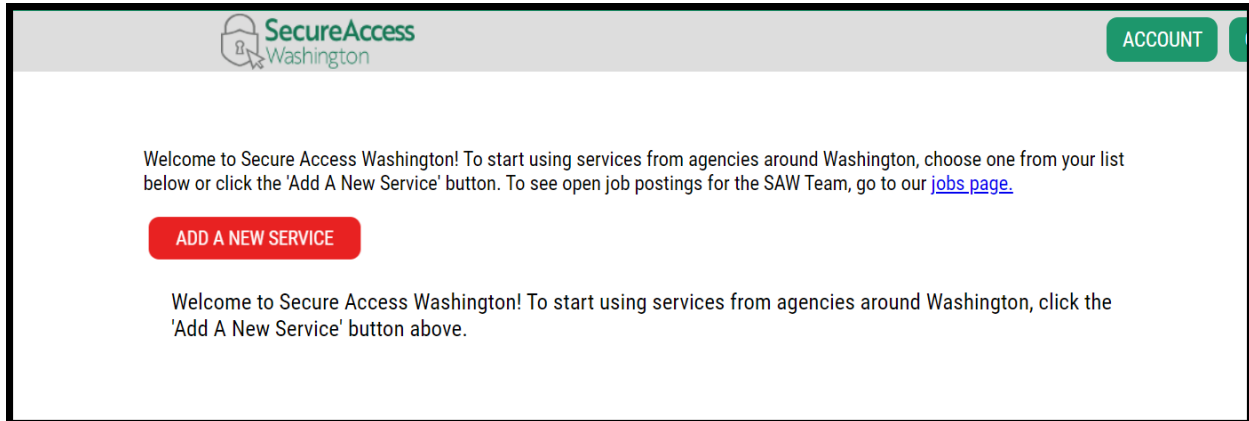 SecureAccess
Washington
ACCOUNT
Welcome to Secure Access Washington! To start using services from agencies around Washington, choose one from your list
below or click the 'Add A New Service' button. To see open job postings for the SAW Team, go to our jobs page.
ADD A NEW SERVICE
Welcome to Secure Access Washington! To start using services from agencies around Washington, click the
'Add A New Service' button above.